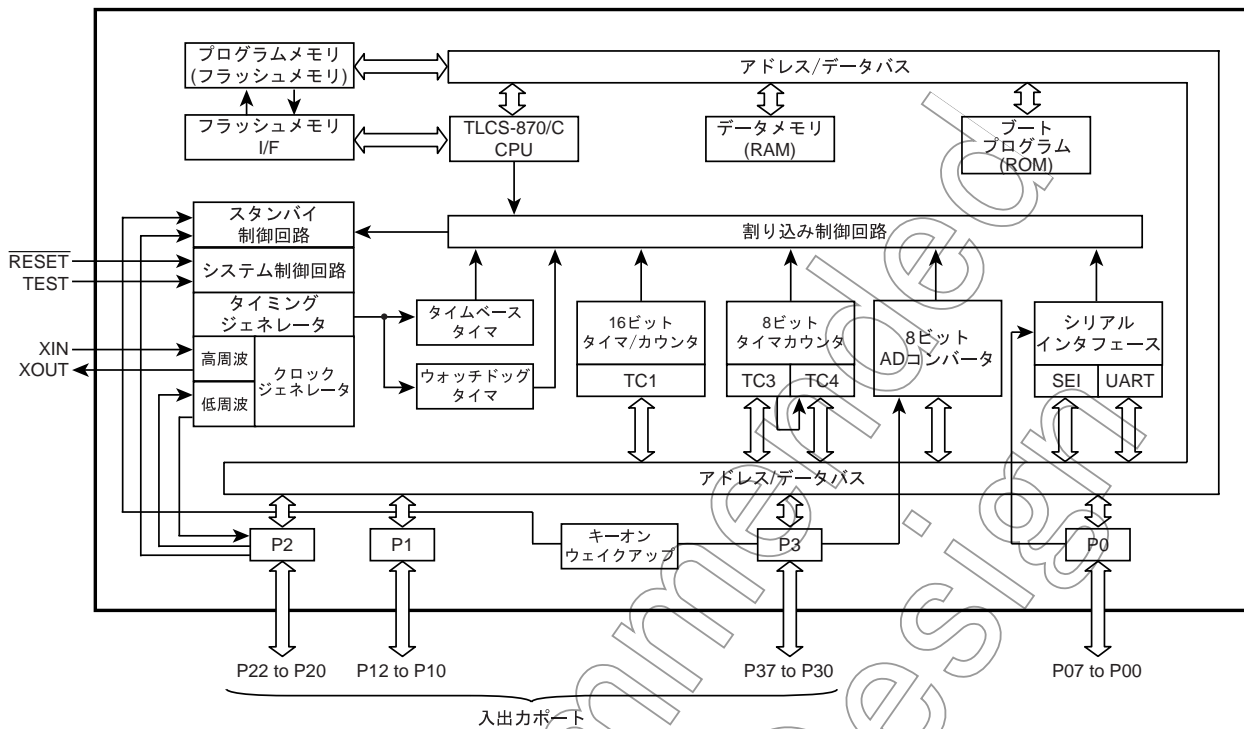 プログラムメモリ
(フラッシュメモリ)
アドレス/データバス
フラッシュメモリ
I/F
TLCS-870/C
CPU
データメモリ
(RAM)
ブート
プログラム
(ROM)
スタンバイ
制御回路
割り込み制御回路
RESET
TEST
システム制御回路
タイミング
ジェネレータ
タイムベース
タイマ
16ビット
タイマ/カウンタ
TC1
8ビット
タイマカウンタ
TC3
TC4
8ビット
ADコンバータ
シリアル
インタフェース
SEI
UART
XIN
XOUT
高周波
低周波
クロック
ジェネレータ
ウォッチドッグ
タイマ
アドレス/データバス
P2
P1
キーオン
ウェイクアップ
P3
P0
P22 to P20
P12 to P10
P37 to P30
P07 to P00
入出力ポート
mmended
esign